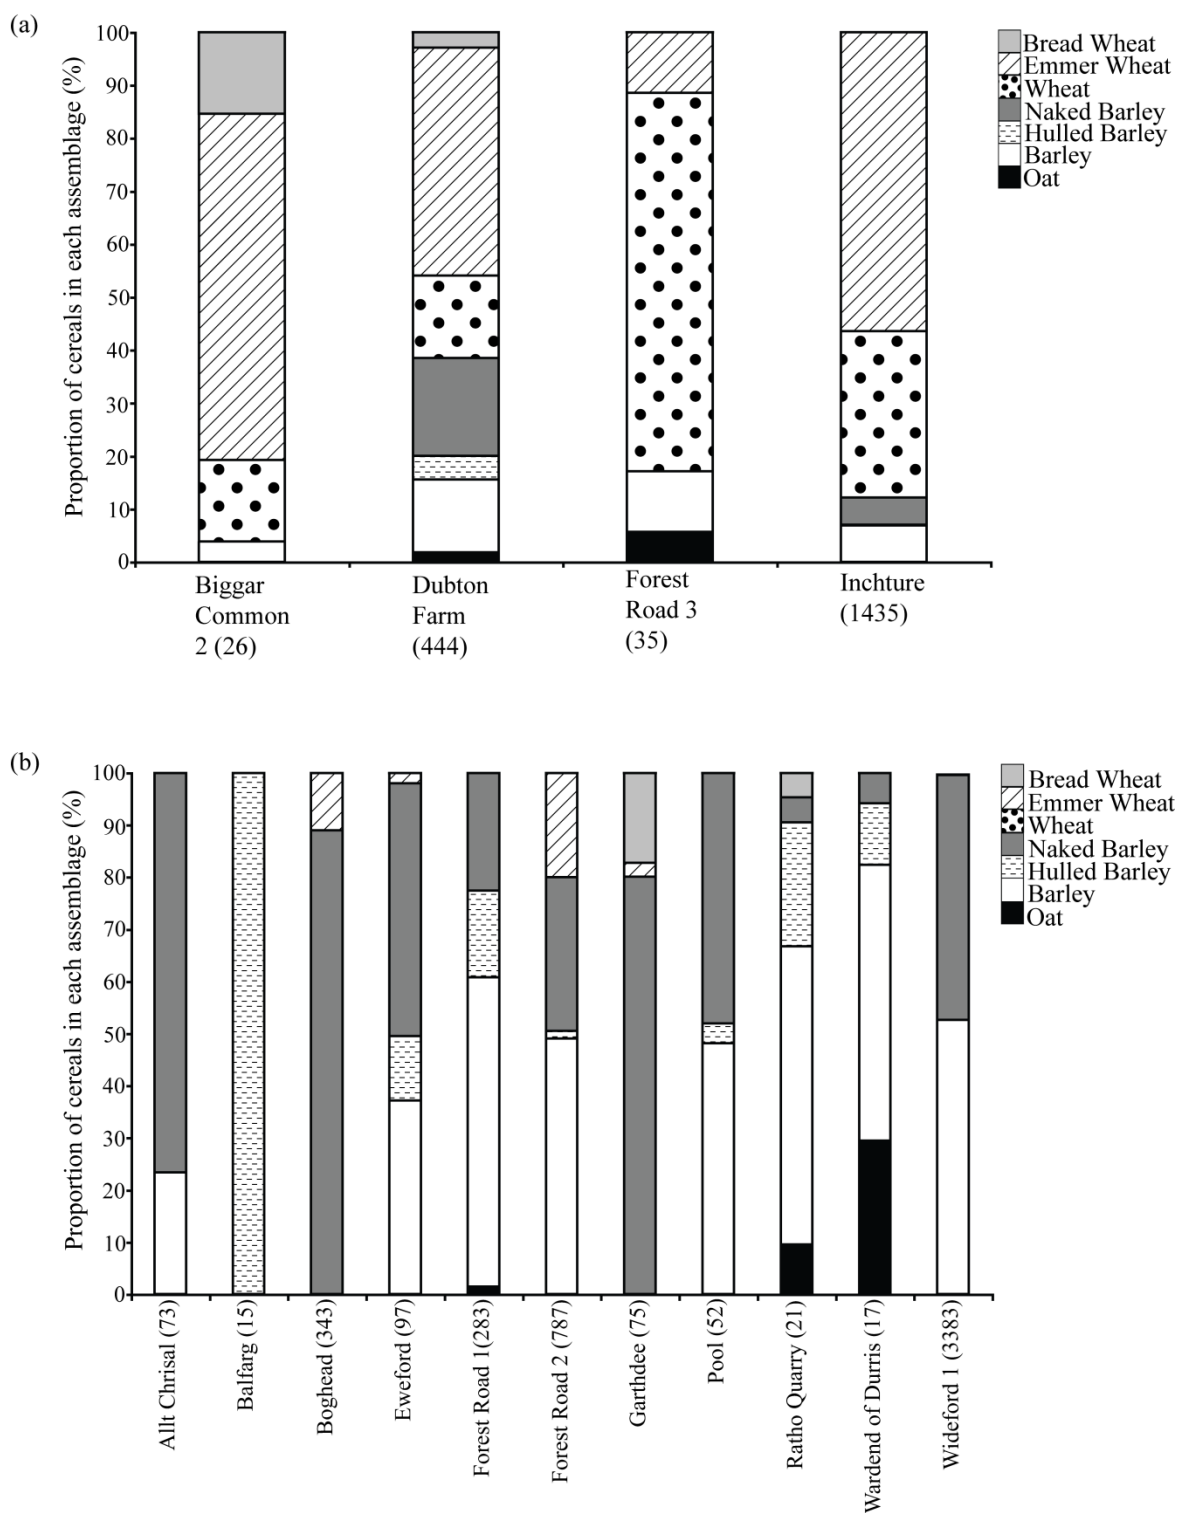 (a)
Proportion of cereals in each assemblage (%)
100
90
80
70
60
50
40
30
20
10
0
Biggar
Common
2 (26)
Dubton
Farm
(444)
Forest
Road 3
(35)
Inchture
(1435)
Bread Wheat
Emmer Wheat
Wheat
Naked Barley
Hulled Barley
Barley
Oat
(b)
Proportion of cereals in each assemblage (%)
100
90
80
70
60
50
40
30
20
10
0
Allt Chrisal (73)
Balfarg (15)
Boghead (343)
Eweford (97)
Forest Road 1(283)
Forest Road 2 (787)
Garthdee (75)
Pool (52)
Ratho Quarry (21)
Wardend of Durris (17)
Wideford 1 (3383)
Bread Wheat
Emmer Wheat
Wheat
Naked Barley
Hulled Barley
Barley
Oat